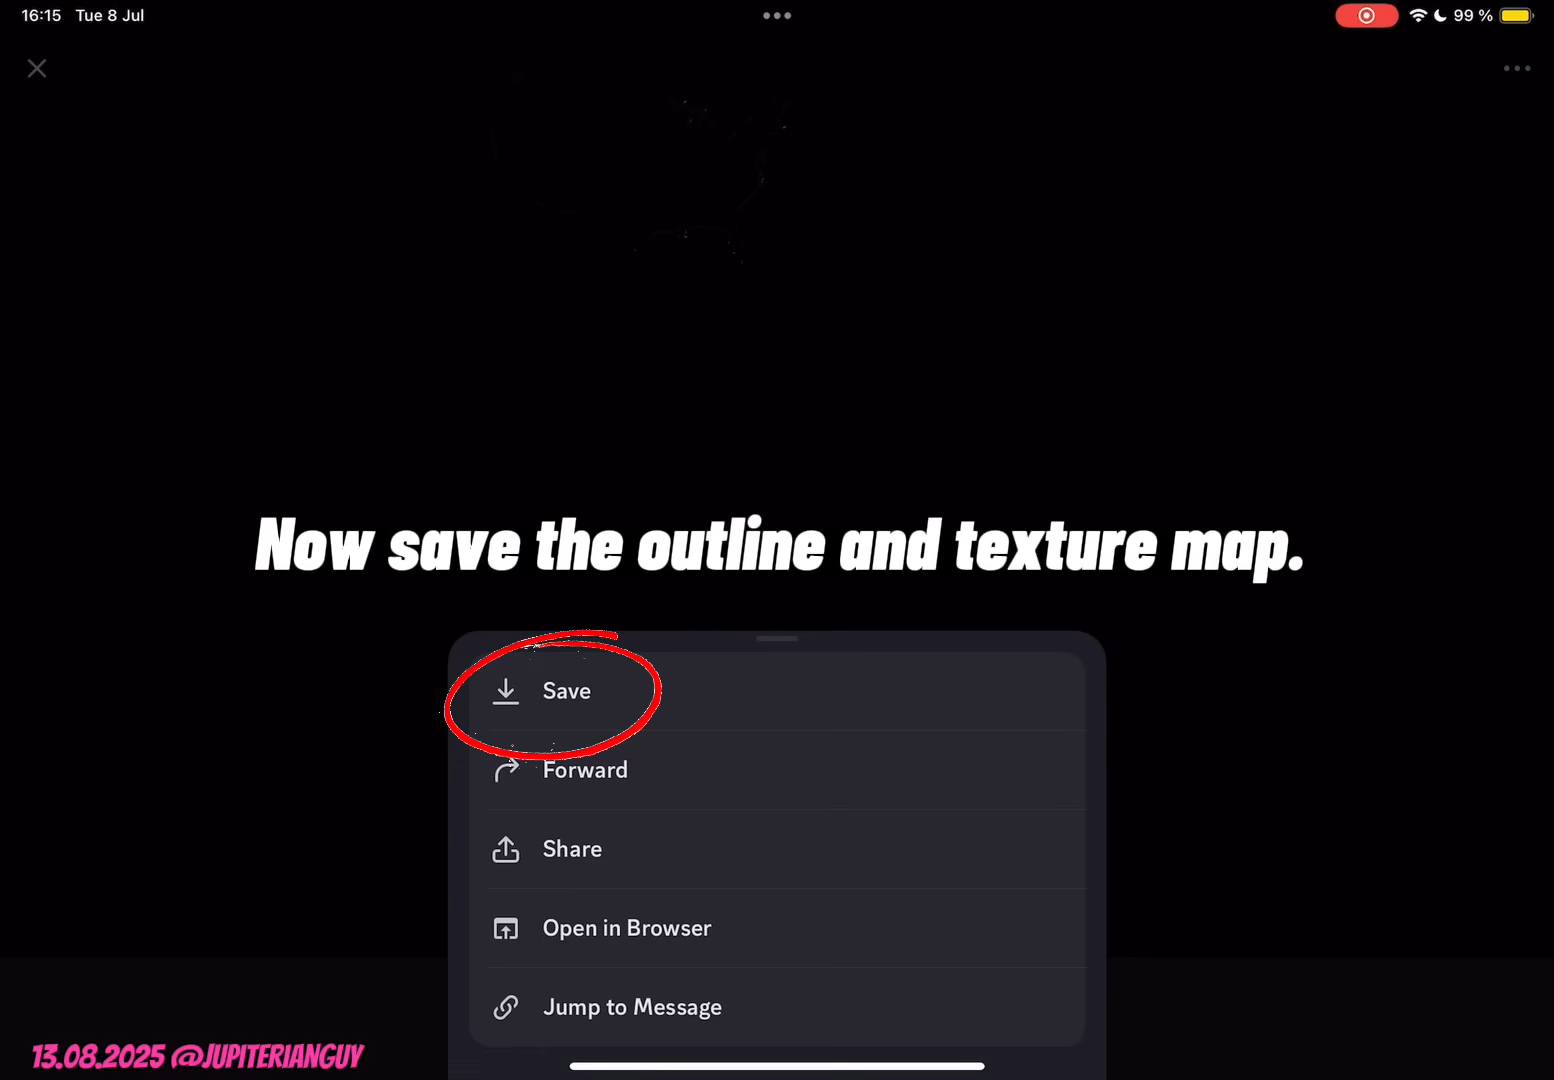 16:15 Tue 8 Jul
99 %
Now save the outline and texture map.
Save
Forward
Share
Open in Browser
Jump to Message
13.08.2025 @JUPITERIANGUY